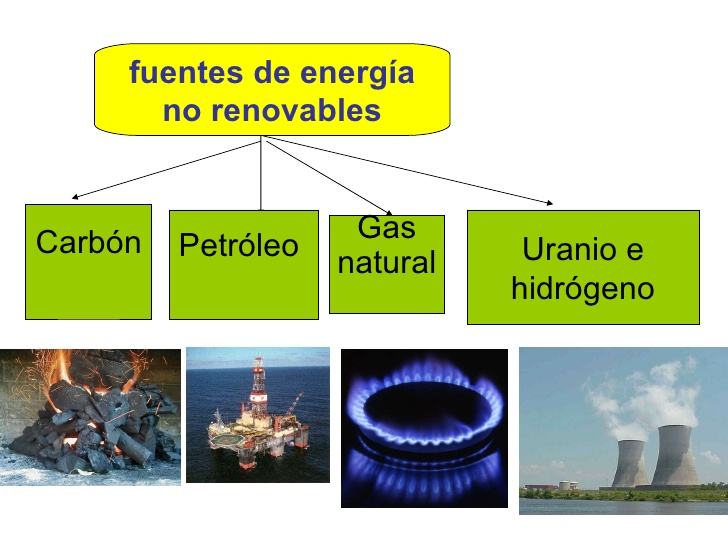 fuentes de energía
no renovables
Carbón
Petróleo
Gas
natural
Uranio e
hidrógeno